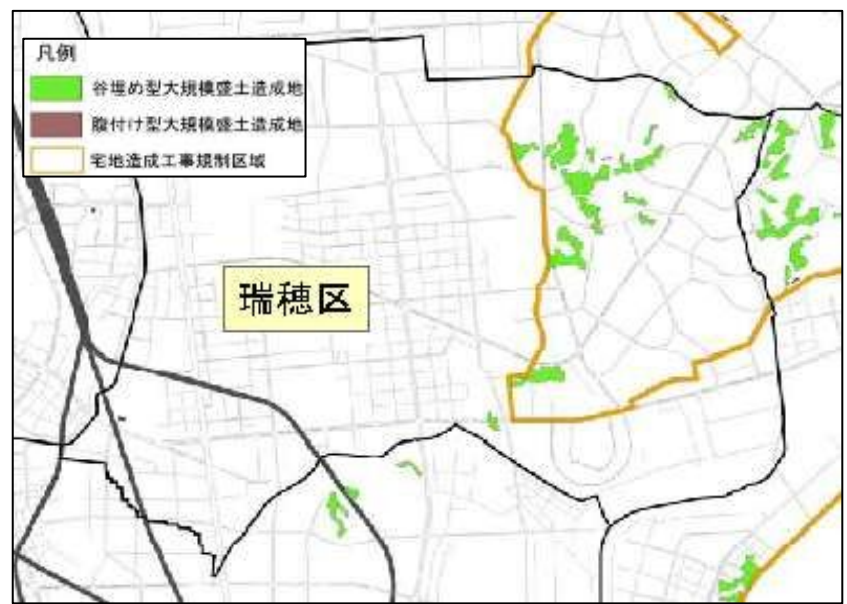 凡例
谷埋め型大規模盛土造成地
腹付け型大規模盛土造成地
宅地造成工事規制区域
瑞穂区